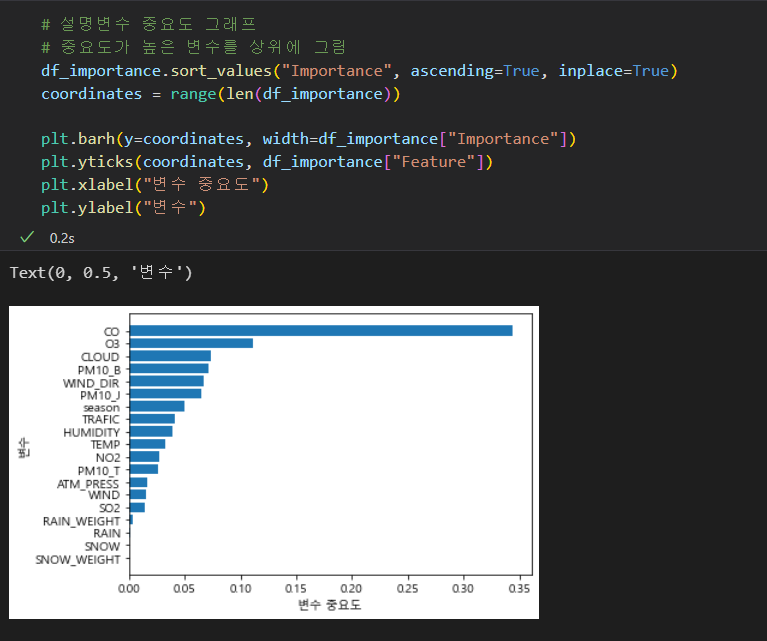 # 설명변수 중요도 그래프
# 중요도가 높은 변수를 상위에 그림
df_importance.sort_values("Importance", ascending=True, inplace=True)
coordinates = range(len(df_importance))
plt.barh(y=coordinates, width=df_importance["Importance"])
plt.yticks(coordinates, df_importance["Feature"])
plt.xlabel("변수 중요도")
plt.ylabel("변수")
0.2s
Text(0, 0.5, '변수')
CO
O3
CLOUD
PM10_B
WIND_DIR
PM10_J
season
TRAFIC
HUMIDITY
TEMP
NO2
PM10_T
ATM_PRESS
WIND
SO2
RAIN_WEIGHT
RAIN
SNOW
SNOW_WEIGHT
변수
0.00 0.05 0.10 0.15 0.20 0.25 0.30 0.35
변수 중요도